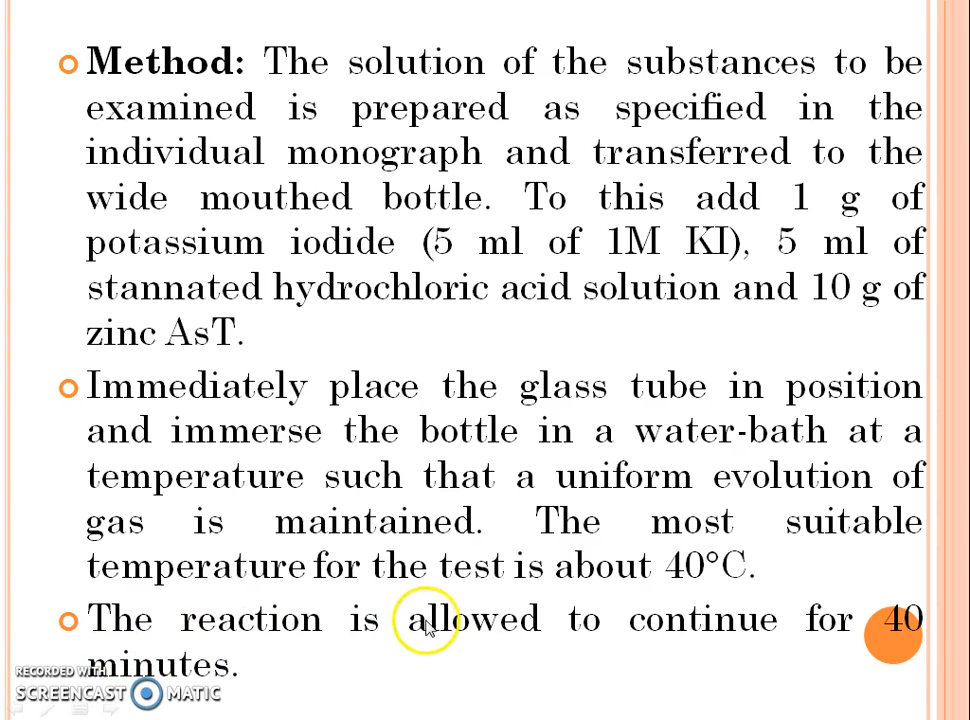 Method: The solution of the substances to be
examined is prepared as specified in the
individual monograph and transferred to the
wide mouthed bottle. To this add 1 g of
potassium iodide (5 ml of 1M KI), 5 ml of
stannated hydrochloric acid solution and 10 g of
zinc AsT.
Immediately place the glass tube in position
and immerse the bottle in a water-bath at a
temperature such that a uniform evolution of
gas is maintained. The most suitable
temperature for the test is about 40°C.
The reaction is allowed to continue for 40
minutes.
RECORDED WITH
SCREENCAST MATIC